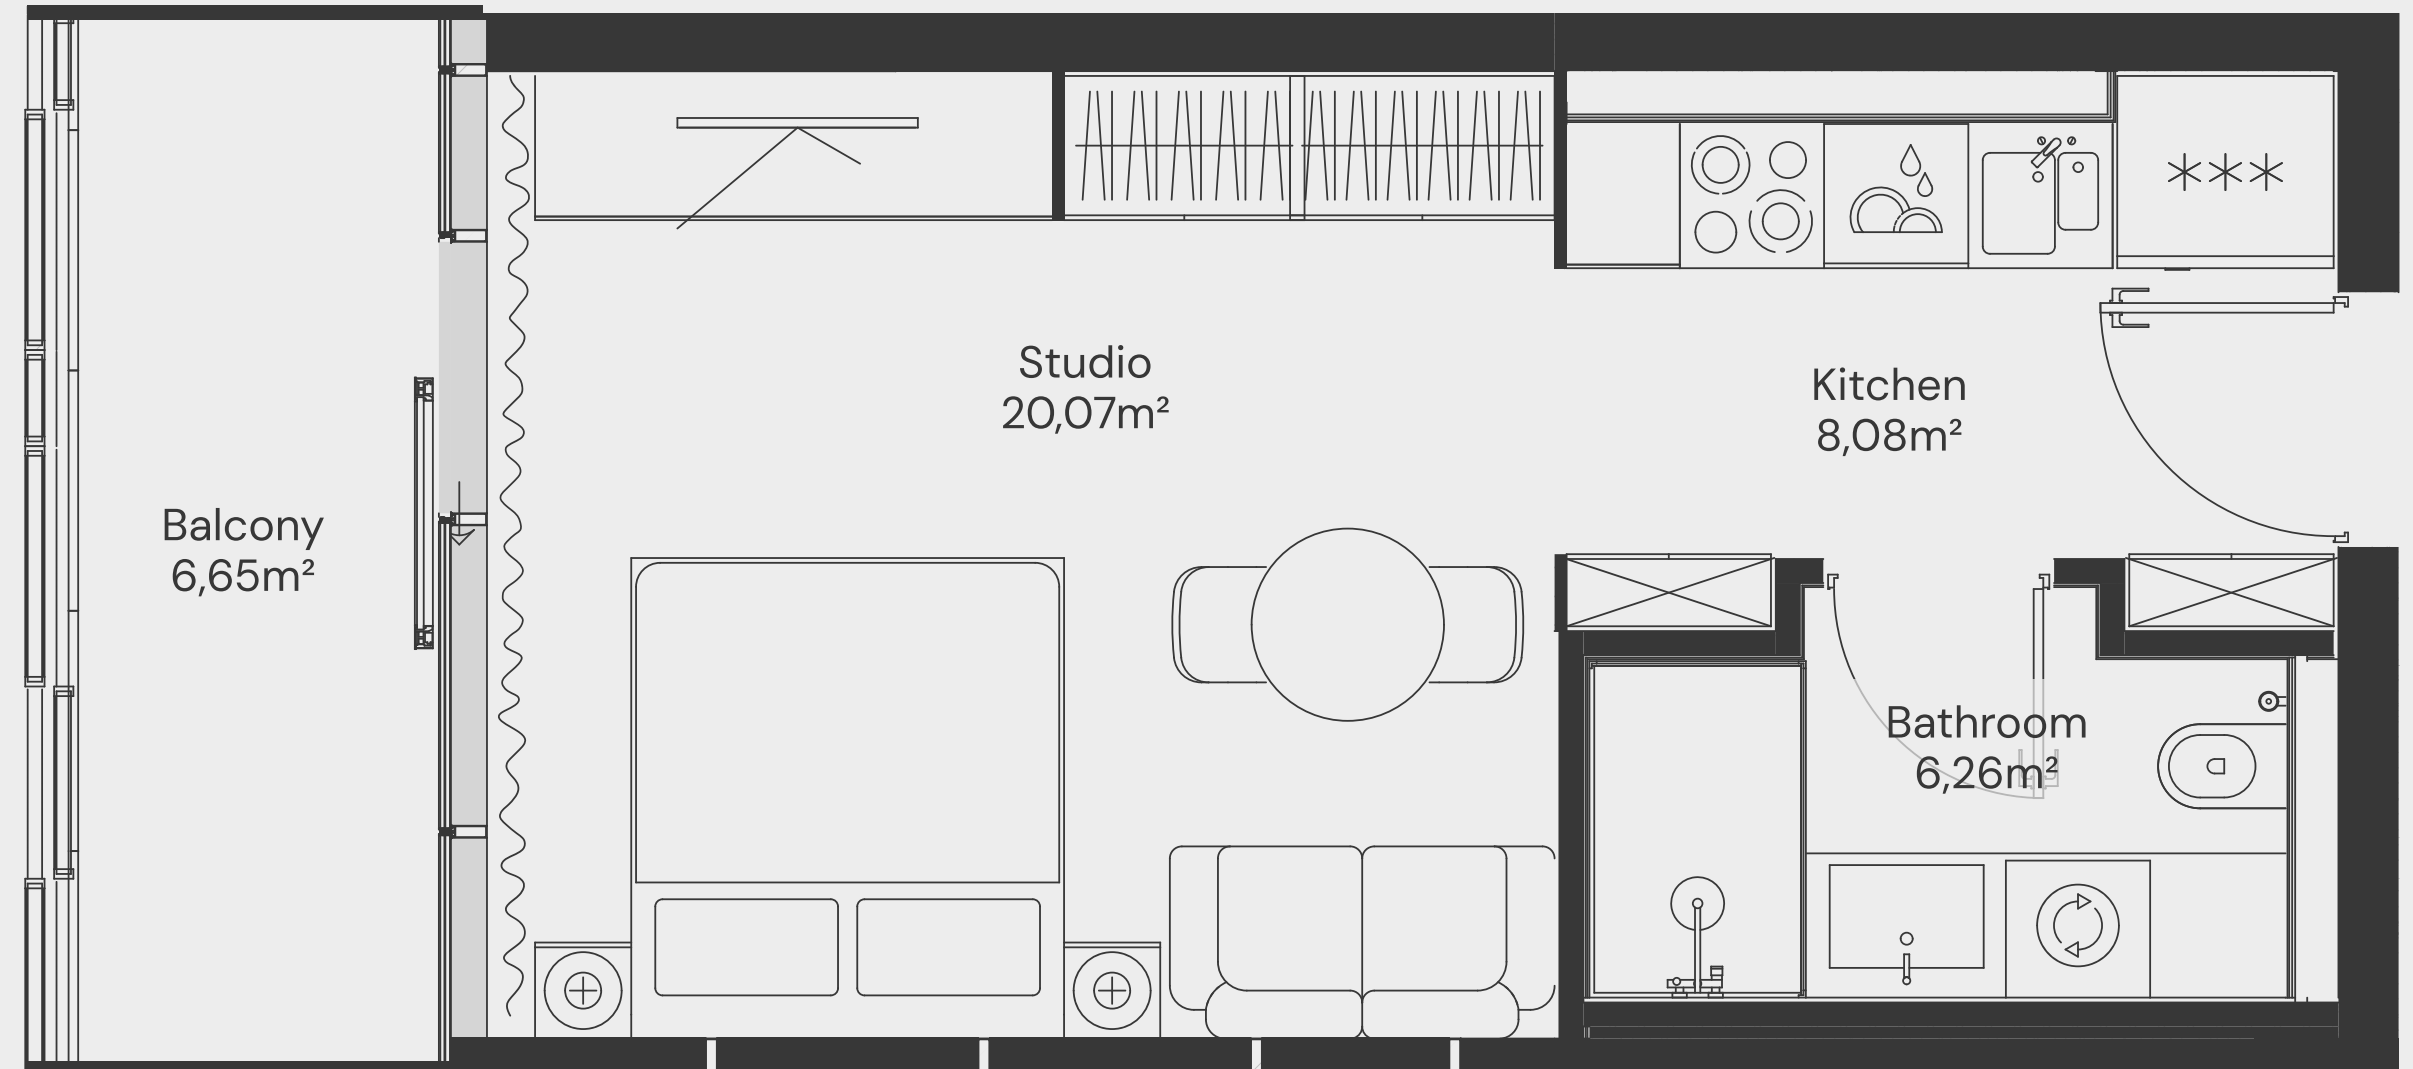 Studio
20,07m²
Kitchen
8,08m²
Balcony
6,65m²
Bathroom
6,26m²